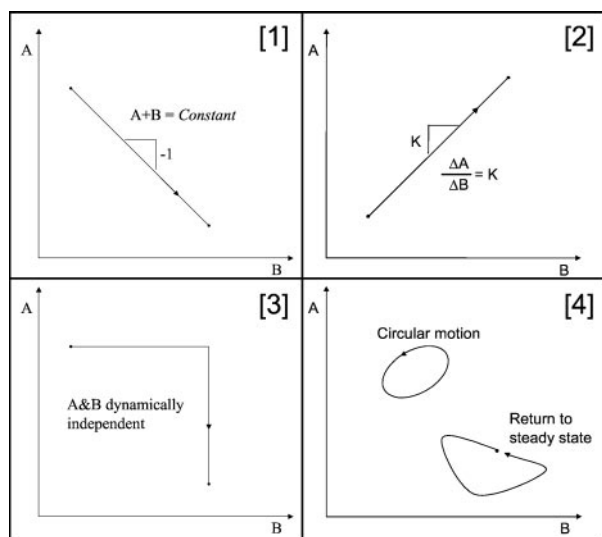 [1]
A
A+B = Constant
-1
B
[2]
A
K
ΔA
ΔB
= K
B
[3]
A
A&B dynamically
independent
B
[4]
A
Circular motion
Return to
steady state
B